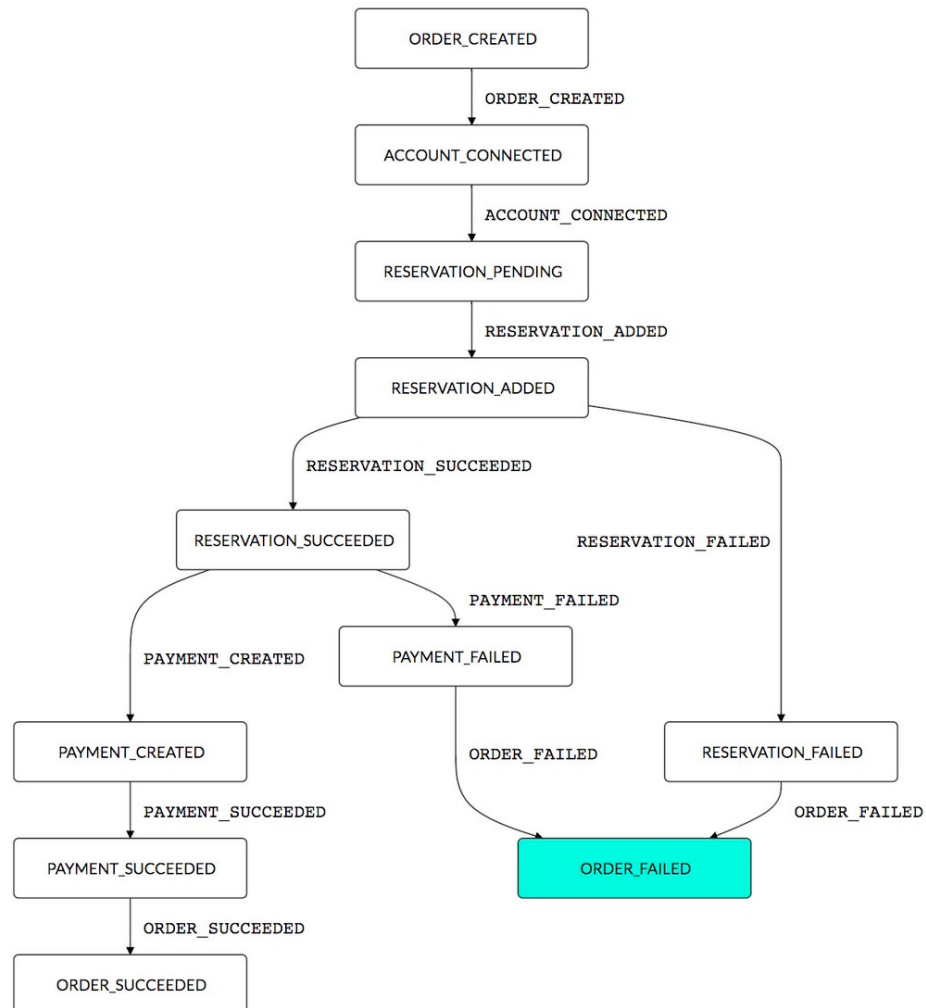 ORDER_CREATED
ORDER_CREATED
ACCOUNT_CONNECTED
ACCOUNT_CONNECTED
RESERVATION_PENDING
RESERVATION_ADDED
RESERVATION_ADDED
RESERVATION_SUCCEEDED
RESERVATION_SUCCEEDED
RESERVATION_FAILED
PAYMENT_FAILED
PAYMENT_CREATED
PAYMENT_FAILED
PAYMENT_CREATED
ORDER_FAILED
RESERVATION_FAILED
PAYMENT_SUCCEEDED
ORDER_FAILED
PAYMENT_SUCCEEDED
ORDER_FAILED
ORDER_SUCCEEDED
ORDER_SUCCEEDED